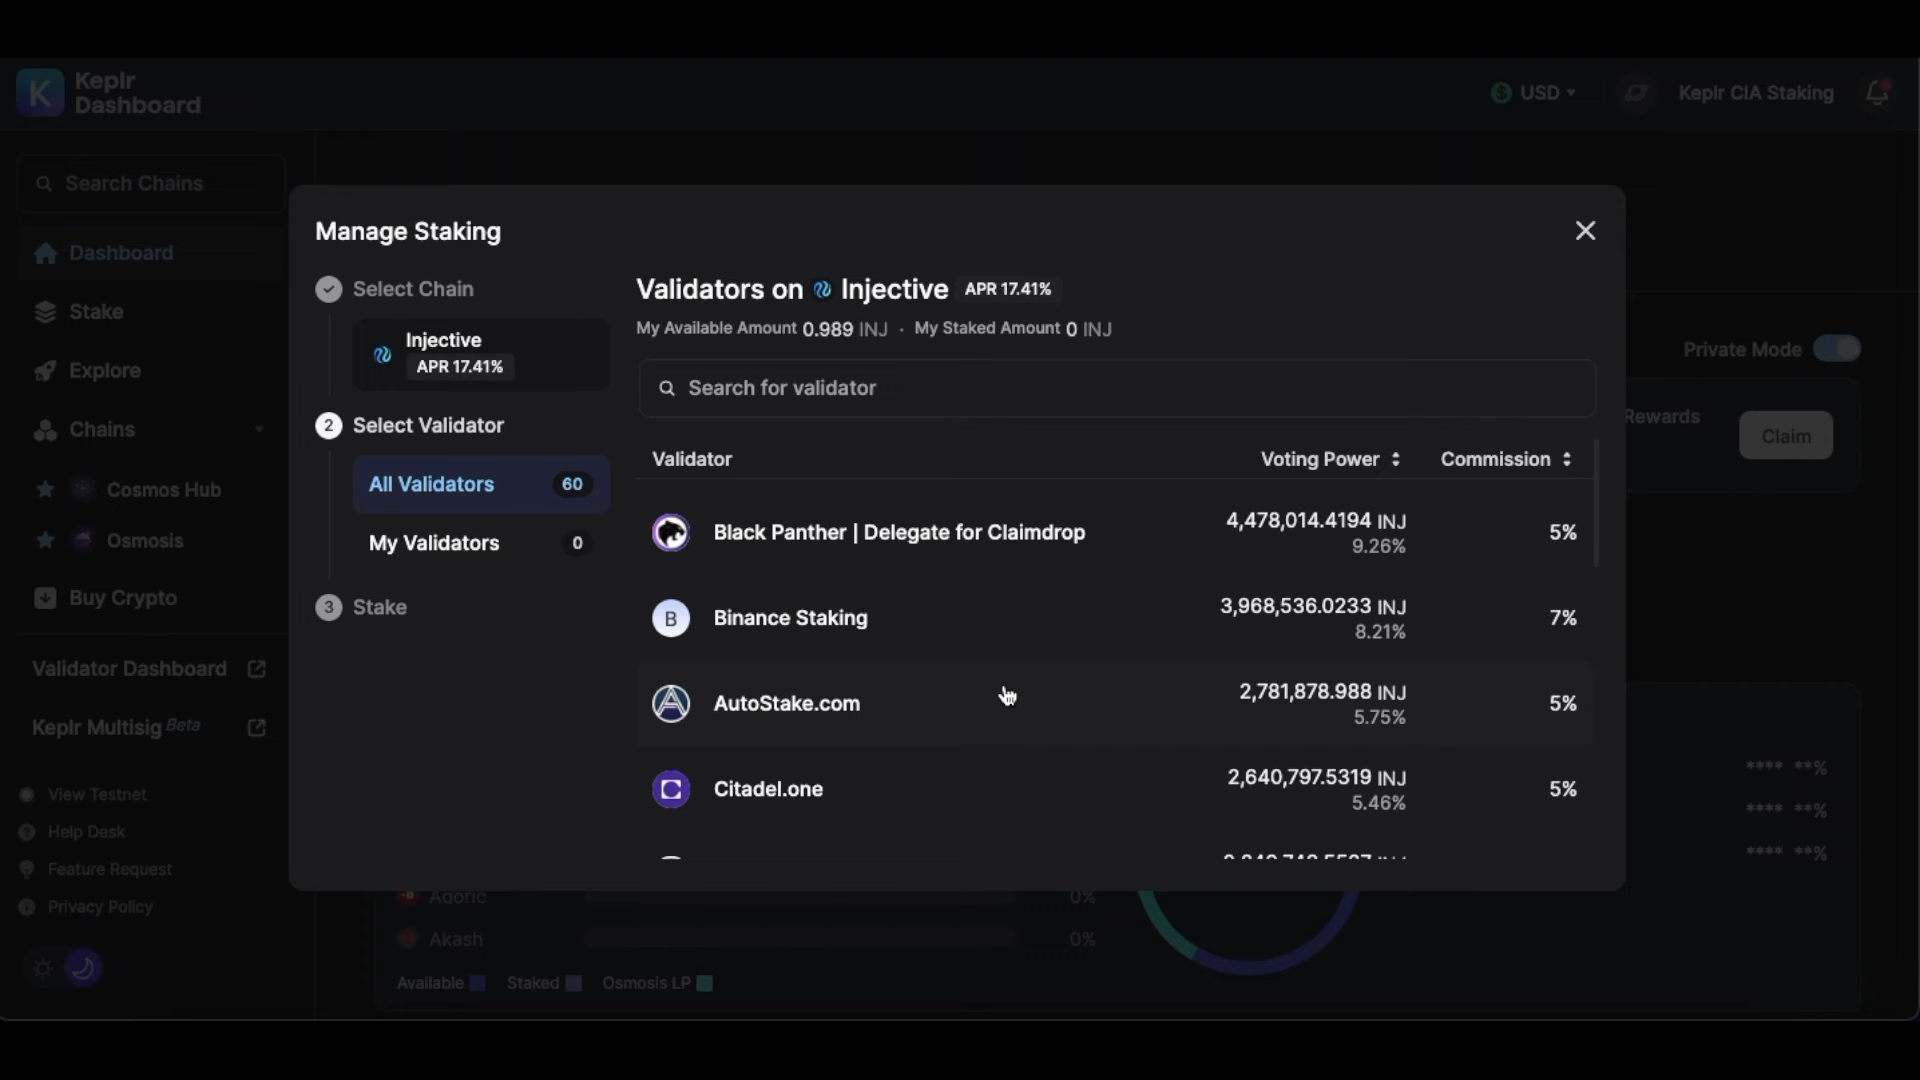 Keplr
Dashboard
USD
Keplr CIA Staking
Search Chains
Dashboard
Stake
Explore
Chains
Cosmos Hub
Osmosis
Buy Crypto
Validator Dashboard
Keplr Multisig Beta
View Testnet
Help Desk
Feature Request
Privacy Policy
Manage Staking
Select Chain
Injective
APR 17.41%
2 Select Validator
All Validators 60
My Validators 0
3 Stake
Validators on Injective APR 17.41%
My Available Amount 0.989 INJ · My Staked Amount 0 INJ
Search for validator
Validator Voting Power Commission
Black Panther | Delegate for Claimdrop 4,478,014.4194 INJ 5%
9.26%
B Binance Staking 3,968,536.0233 INJ 7%
8.21%
AutoStake.com 2,781,878.988 INJ 5%
5.75%
Citadel.one 2,640,797.5319 INJ 5%
5.46%
Private Mode
Rewards
Claim
**** **%
**** **%
**** **%
Agoric 0%
Akash 0%
Available Staked Osmosis LP